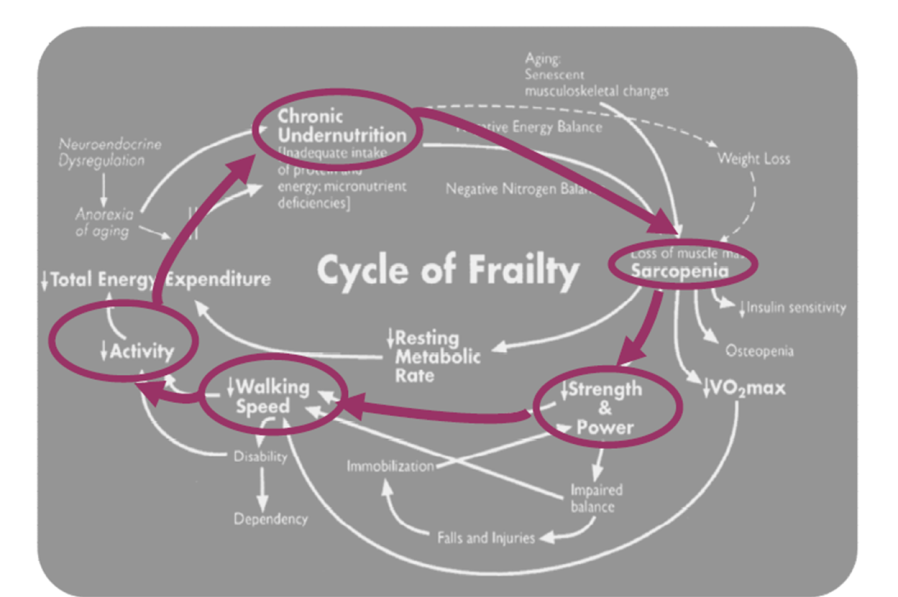 Aging:
Senescent
musculoskeletal changes
Chronic
Undernutrition
[Inadequate intake
of protein and
energy; micronutrient
deficiencies]
Negative Energy Balance
Neuroendocrine
Dysregulation
Weight Loss
Negative Nitrogen
Anorexia
of aging
Loss of muscle
Sarcopenia
Cycle of Frailty
↓Total Energy Expenditure
↓Insulin sensitivity
↓Resting
Metabolic
Rate
↓Activity
Osteopenia
↓Walking
Speed
↓Strength
&
Power
↓VO₂max
Disability
Immobilization
Impaired
balance
Dependency
Falls and Injuries